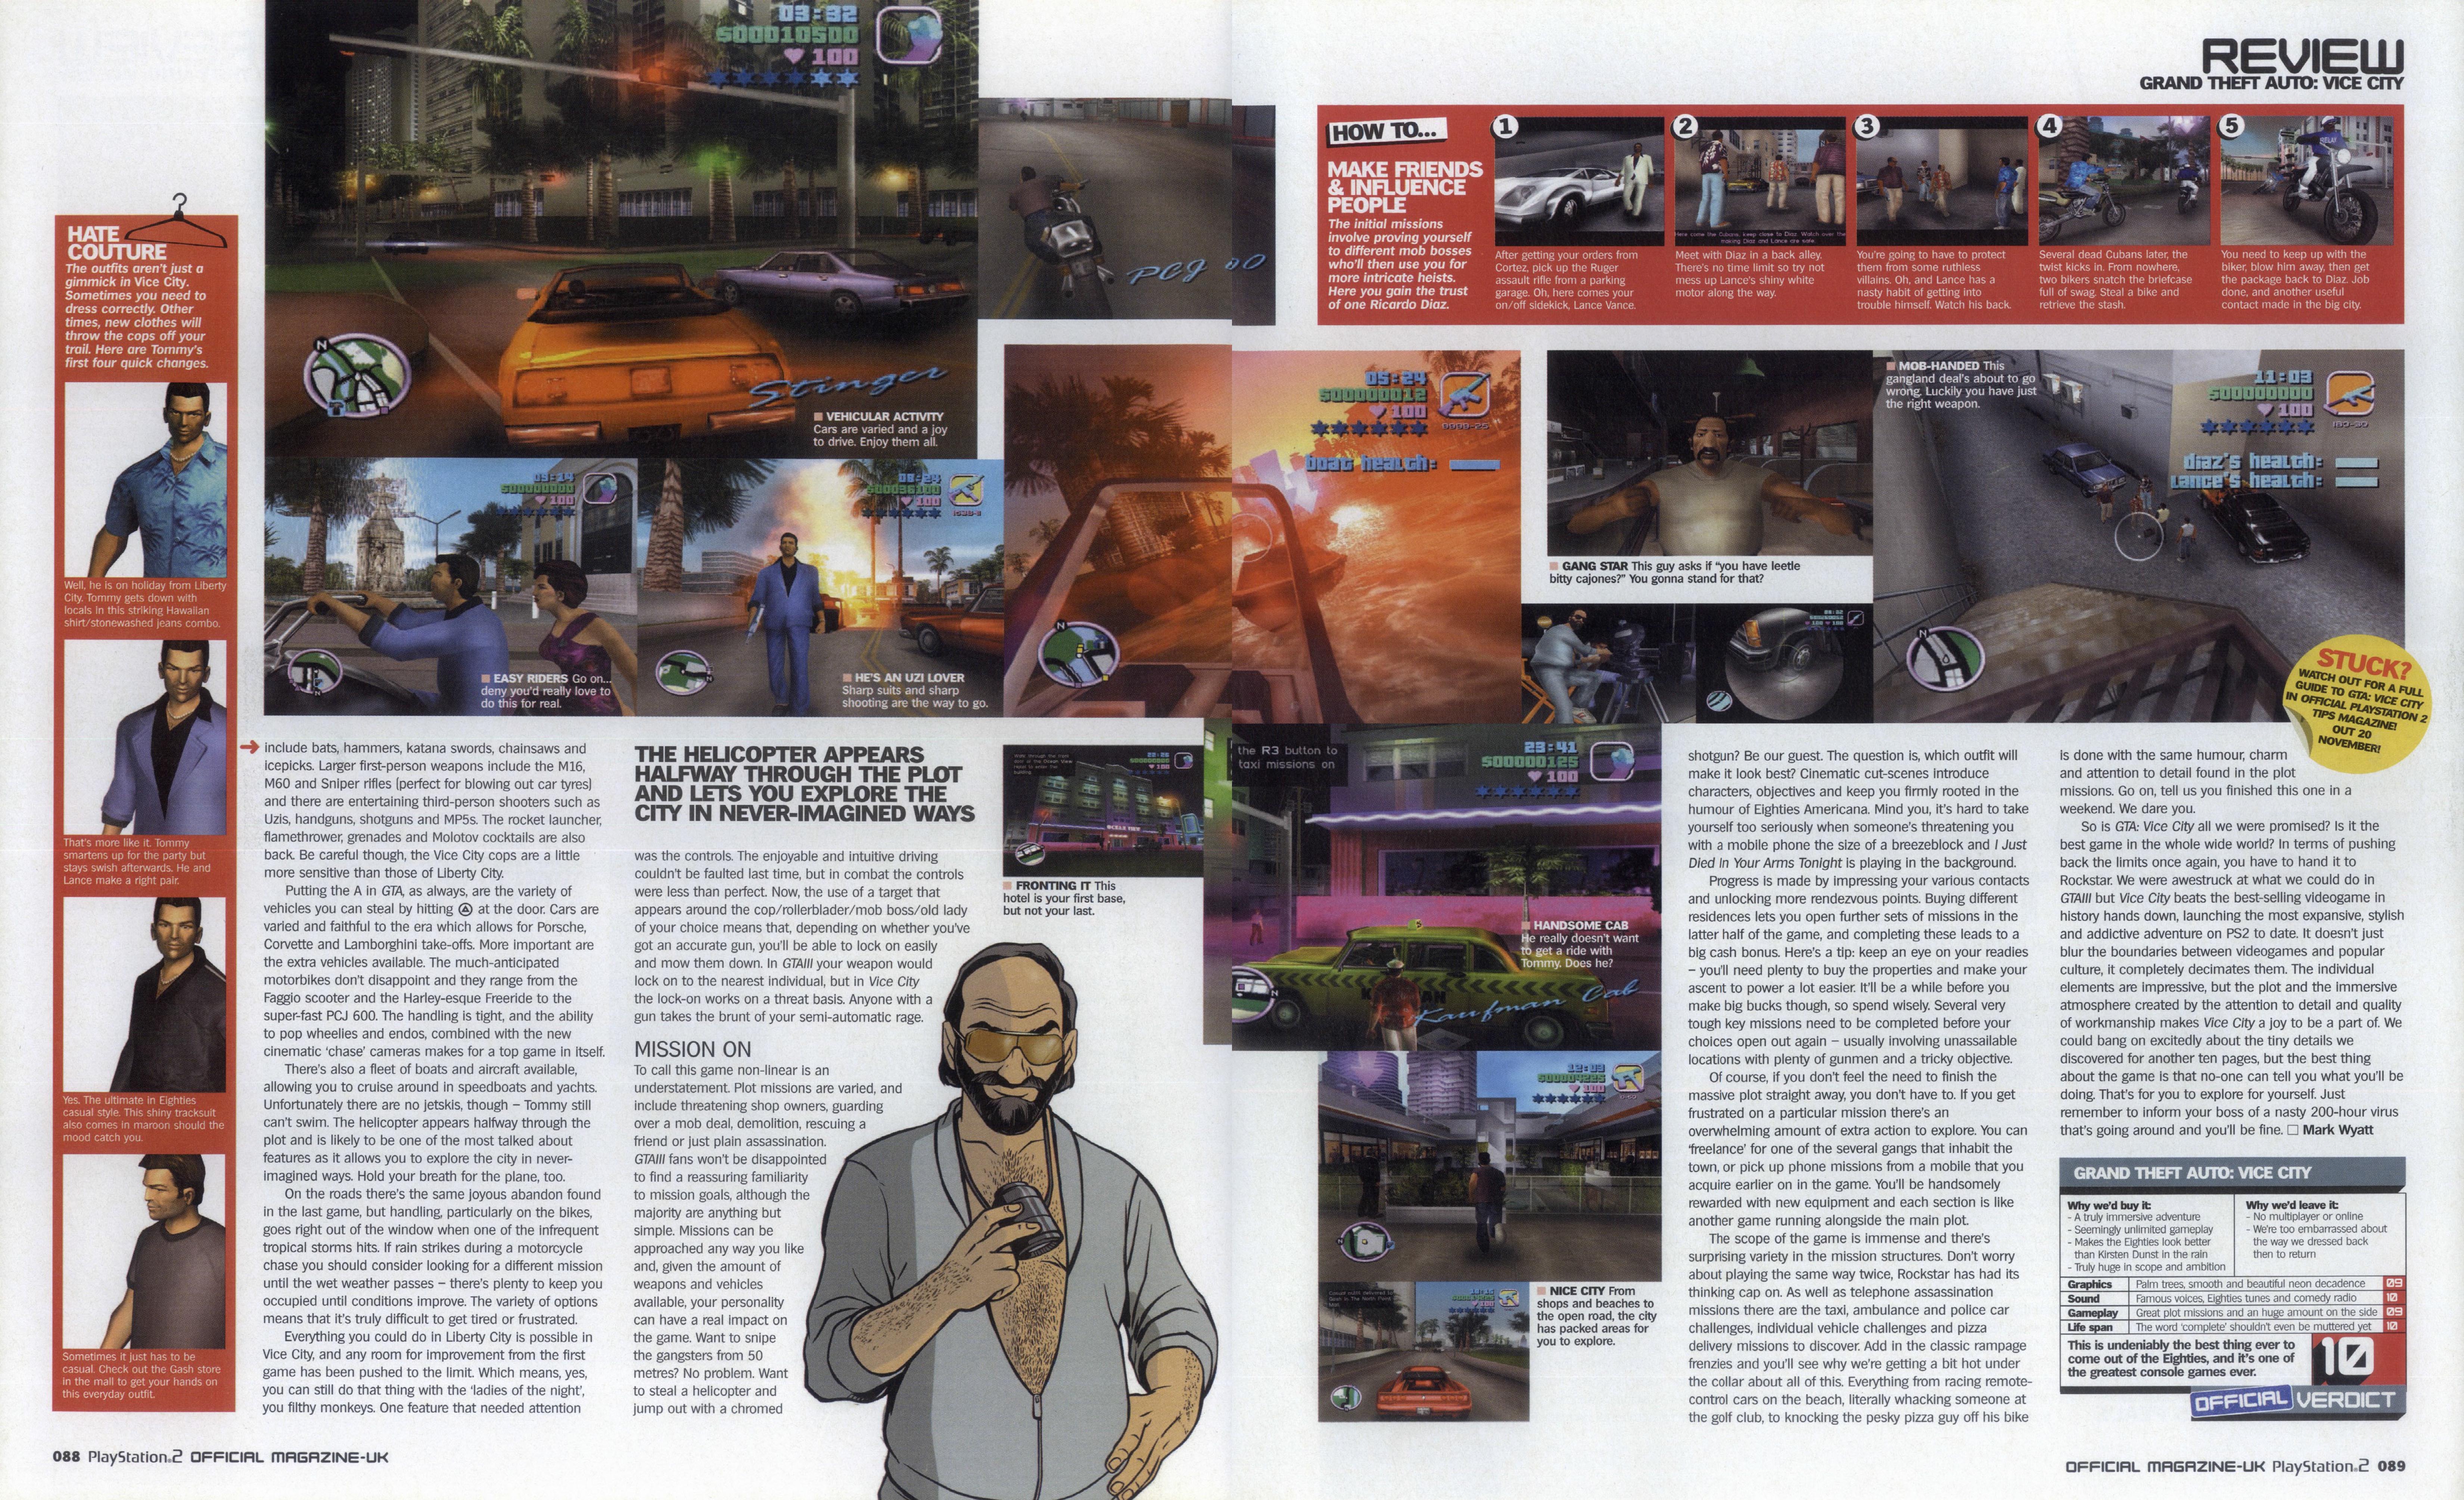 REVIEW
GRAND THEFT AUTO: VICE CITY
HATE
COUTURE
The outfits aren't just a
gimmick in Vice City.
Sometimes you need to
dress correctly. Other
times, new clothes will
throw the cops off your
trail. Here are Tommy's
first four quick changes.
Well, he is on holiday from Liberty
City. Tommy gets down with
locals in this striking Hawaiian
shirt/stonewashed jeans combo.
That's more like it. Tommy
smartens up for the party but
stays swish afterwards. He and
Lance make a right pair.
Yes. The ultimate in Eighties
casual style. This shiny tracksuit
also comes in maroon should the
mood catch you.
Sometimes it just has to be
casual. Check out the Gash store
in the mall to get your hands on
this everyday outfit.
03:32
$00010500
100
Stinger
VEHICULAR ACTIVITY
Cars are varied and a joy
to drive. Enjoy them all.
PCJ 60
03:14
$00000000
100
EASY RIDERS Go on...
deny you'd really love to
do this for real.
06:24
$00036100
100
HE'S AN UZI LOVER
Sharp suits and sharp
shooting are the way to go.
05:24
$00000012
100
9999-25
boat health:
HOW TO...
MAKE FRIENDS
& INFLUENCE
PEOPLE
The initial missions
involve proving yourself
to different mob bosses
who'll then use you for
more intricate heists.
Here you gain the trust
of one Ricardo Diaz.
1
After getting your orders from
Cortez, pick up the Ruger
assault rifle from a parking
garage. Oh, here comes your
on/off sidekick, Lance Vance.
2
Here come the Cubans, keep close to Diaz. Watch over the
making Diaz and Lance are safe.
Meet with Diaz in a back alley.
There's no time limit so try not
mess up Lance's shiny white
motor along the way.
3
You're going to have to protect
them from some ruthless
villains. Oh, and Lance has a
nasty habit of getting into
trouble himself. Watch his back.
4
Several dead Cubans later, the
twist kicks in. From nowhere,
two bikers snatch the briefcase
full of swag. Steal a bike and
retrieve the stash.
5
You need to keep up with the
biker, blow him away, then get
the package back to Diaz. Job
done, and another useful
contact made in the big city.
GANG STAR This guy asks if "you have leetle
bitty cajones?" You gonna stand for that?
MOB-HANDED This
gangland deal's about to go
wrong. Luckily you have just
the right weapon.
11:03
$00000000
100
diaz's health:
lance's health:
STUCK?
WATCH OUT FOR A FULL
GUIDE TO GTA: VICE CITY
IN OFFICIAL PLAYSTATION 2
TIPS MAGAZINE!
OUT 20
NOVEMBER!
include bats, hammers, katana swords, chainsaws and
icepicks. Larger first-person weapons include the M16,
M60 and Sniper rifles (perfect for blowing out car tyres)
and there are entertaining third-person shooters such as
Uzis, handguns, shotguns and MP5s. The rocket launcher,
flamethrower, grenades and Molotov cocktails are also
back. Be careful though, the Vice City cops are a little
more sensitive than those of Liberty City.
Putting the A in GTA, as always, are the variety of
vehicles you can steal by hitting △ at the door. Cars are
varied and faithful to the era which allows for Porsche,
Corvette and Lamborghini take-offs. More important are
the extra vehicles available. The much-anticipated
motorbikes don't disappoint and they range from the
Faggio scooter and the Harley-esque Freeride to the
super-fast PCJ 600. The handling is tight, and the ability
to pop wheelies and endos, combined with the new
cinematic 'chase' cameras makes for a top game in itself.
There's also a fleet of boats and aircraft available,
allowing you to cruise around in speedboats and yachts.
Unfortunately there are no jetskis, though – Tommy still
can't swim. The helicopter appears halfway through the
plot and is likely to be one of the most talked about
features as it allows you to explore the city in never-
imagined ways. Hold your breath for the plane, too.
On the roads there's the same joyous abandon found
in the last game, but handling, particularly on the bikes,
goes right out of the window when one of the infrequent
tropical storms hits. If rain strikes during a motorcycle
chase you should consider looking for a different mission
until the wet weather passes – there's plenty to keep you
occupied until conditions improve. The variety of options
means that it's truly difficult to get tired or frustrated.
Everything you could do in Liberty City is possible in
Vice City, and any room for improvement from the first
game has been pushed to the limit. Which means, yes,
you can still do that thing with the 'ladies of the night',
you filthy monkeys. One feature that needed attention
THE HELICOPTER APPEARS
HALFWAY THROUGH THE PLOT
AND LETS YOU EXPLORE THE
CITY IN NEVER-IMAGINED WAYS
was the controls. The enjoyable and intuitive driving
couldn't be faulted last time, but in combat the controls
were less than perfect. Now, the use of a target that
appears around the cop/rollerblader/mob boss/old lady
of your choice means that, depending on whether you've
got an accurate gun, you'll be able to lock on easily
and mow them down. In GTAIII your weapon would
lock on to the nearest individual, but in Vice City
the lock-on works on a threat basis. Anyone with a
gun takes the brunt of your semi-automatic rage.
MISSION ON
To call this game non-linear is an
understatement. Plot missions are varied, and
include threatening shop owners, guarding
over a mob deal, demolition, rescuing a
friend or just plain assassination.
GTAIII fans won't be disappointed
to find a reassuring familiarity
to mission goals, although the
majority are anything but
simple. Missions can be
approached any way you like
and, given the amount of
weapons and vehicles
available, your personality
can have a real impact on
the game. Want to snipe
the gangsters from 50
metres? No problem. Want
to steal a helicopter and
jump out with a chromed
FRONTING IT This
hotel is your first base,
but not your last.
the R3 button to
taxi missions on
23:41
$00000125
100
HANDSOME CAB
He really doesn't want
to get a ride with
Tommy. Does he?
Kaufman Cab
12:03
$00004225
100
NICE CITY From
shops and beaches to
the open road, the city
has packed areas for
you to explore.
shotgun? Be our guest. The question is, which outfit will
make it look best? Cinematic cut-scenes introduce
characters, objectives and keep you firmly rooted in the
humour of Eighties Americana. Mind you, it's hard to take
yourself too seriously when someone's threatening you
with a mobile phone the size of a breezeblock and I Just
Died in Your Arms Tonight is playing in the background.
Progress is made by impressing your various contacts
and unlocking more rendezvous points. Buying different
residences lets you open further sets of missions in the
latter half of the game, and completing these leads to a
big cash bonus. Here's a tip: keep an eye on your readies
– you'll need plenty to buy the properties and make your
ascent to power a lot easier. It'll be a while before you
make big bucks though, so spend wisely. Several very
tough key missions need to be completed before your
choices open out again – usually involving unassailable
locations with plenty of gunmen and a tricky objective.
Of course, if you don't feel the need to finish the
massive plot straight away, you don't have to. If you get
frustrated on a particular mission there's an
overwhelming amount of extra action to explore. You can
'freelance' for one of the several gangs that inhabit the
town, or pick up phone missions from a mobile that you
acquire earlier on in the game. You'll be handsomely
rewarded with new equipment and each section is like
another game running alongside the main plot.
The scope of the game is immense and there's
surprising variety in the mission structures. Don't worry
about playing the same way twice, Rockstar has had its
thinking cap on. As well as telephone assassination
missions there are the taxi, ambulance and police car
challenges, individual vehicle challenges and pizza
delivery missions to discover. Add in the classic rampage
frenzies and you'll see why we're getting a bit hot under
the collar about all of this. Everything from racing remote-
control cars on the beach, literally whacking someone at
the golf club, to knocking the pesky pizza guy off his bike
is done with the same humour, charm
and attention to detail found in the plot
missions. Go on, tell us you finished this one in a
weekend. We dare you.
So is GTA: Vice City all we were promised? Is it the
best game in the whole wide world? In terms of pushing
back the limits once again, you have to hand it to
Rockstar. We were awestruck at what we could do in
GTAIII but Vice City beats the best-selling videogame in
history hands down, launching the most expansive, stylish
and addictive adventure on PS2 to date. It doesn't just
blur the boundaries between videogames and popular
culture, it completely decimates them. The individual
elements are impressive, but the plot and the immersive
atmosphere created by the attention to detail and quality
of workmanship makes Vice City a joy to be a part of. We
could bang on excitedly about the tiny details we
discovered for another ten pages, but the best thing
about the game is that no-one can tell you what you'll be
doing. That's for you to explore for yourself. Just
remember to inform your boss of a nasty 200-hour virus
that's going around and you'll be fine. □ Mark Wyatt
GRAND THEFT AUTO: VICE CITY
Why we'd buy it:
- A truly immersive adventure
- Seemingly unlimited gameplay
- Makes the Eighties look better
than Kirsten Dunst in the rain
- Truly huge in scope and ambition
Why we'd leave it:
- No multiplayer or online
- We're too embarrassed about
the way we dressed back
then to return
Graphics Palm trees, smooth and beautiful neon decadence 09
Sound Famous voices, Eighties tunes and comedy radio 10
Gameplay Great plot missions and an huge amount on the side 09
Life span The word 'complete' shouldn't even be muttered yet 10
This is undeniably the best thing ever to
come out of the Eighties, and it's one of
the greatest console games ever.
10
OFFICIAL VERDICT
088 PlayStation.2 OFFICIAL MAGAZINE-UK
OFFICIAL MAGAZINE-UK PlayStation.2 089